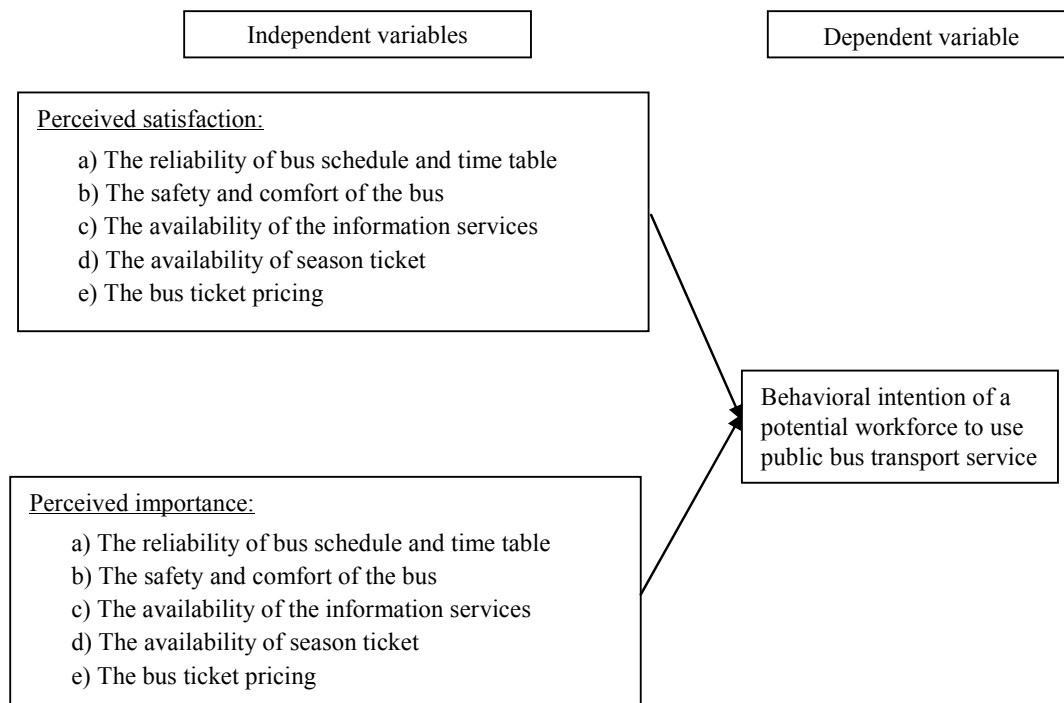 Independent variables
Dependent variable
Perceived satisfaction:
a) The reliability of bus schedule and time table
b) The safety and comfort of the bus
c) The availability of the information services
d) The availability of season ticket
e) The bus ticket pricing
Behavioral intention of a
potential workforce to use
public bus transport service
Perceived importance:
a) The reliability of bus schedule and time table
b) The safety and comfort of the bus
c) The availability of the information services
d) The availability of season ticket
e) The bus ticket pricing